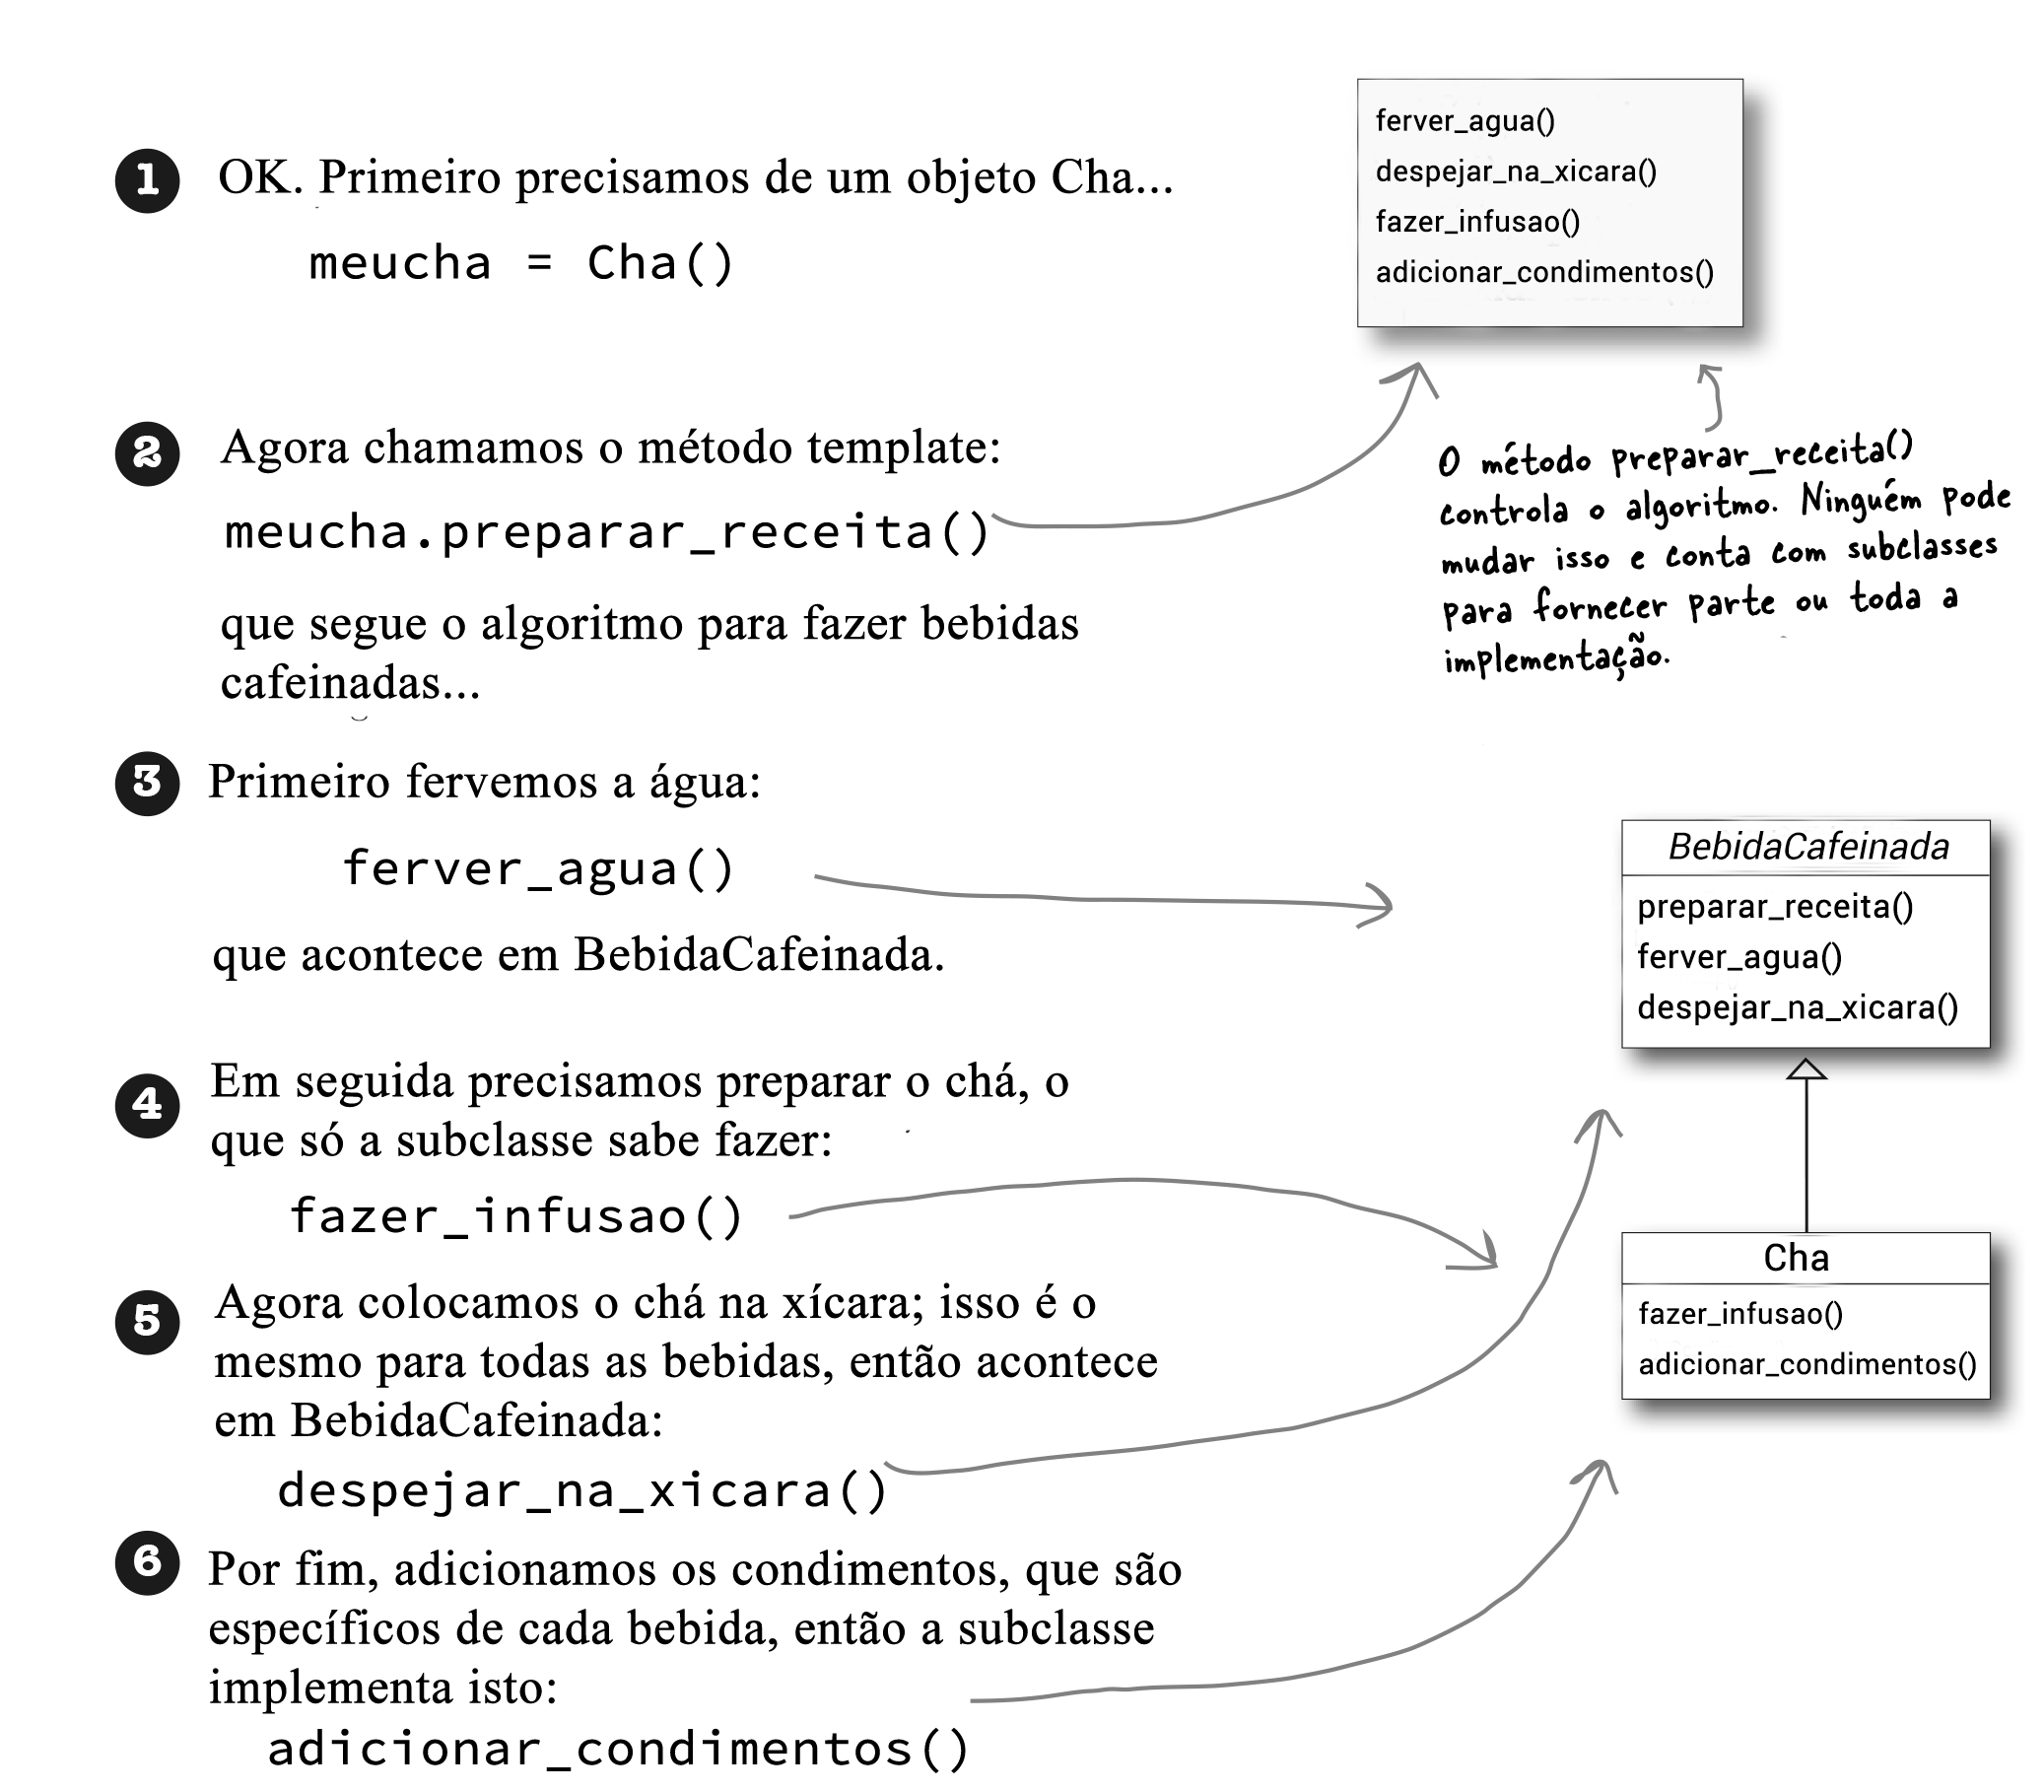 1
OK. Primeiro precisamos de um objeto Cha...
meucha = Cha()
ferver_agua()
despejar_na_xicara()
fazer_infusao()
adicionar_condimentos()
2
Agora chamamos o método template:
meucha.preparar_receita()
que segue o algoritmo para fazer bebidas
cafeinadas...
O método preparar_receita()
controla o algoritmo. Ninguém pode
mudar isso e conta com subclasses
para fornecer parte ou toda a
implementação.
3
Primeiro fervemos a água:
ferver_agua()
que acontece em BebidaCafeinada.
BebidaCafeinada
preparar_receita()
ferver_agua()
despejar_na_xicara()
4
Em seguida precisamos preparar o chá, o
que só a subclasse sabe fazer:
fazer_infusao()
Cha
fazer_infusao()
adicionar_condimentos()
5
Agora colocamos o chá na xícara; isso é o
mesmo para todas as bebidas, então acontece
em BebidaCafeinada:
despejar_na_xicara()
6
Por fim, adicionamos os condimentos, que são
específicos de cada bebida, então a subclasse
implementa isto:
adicionar_condimentos()